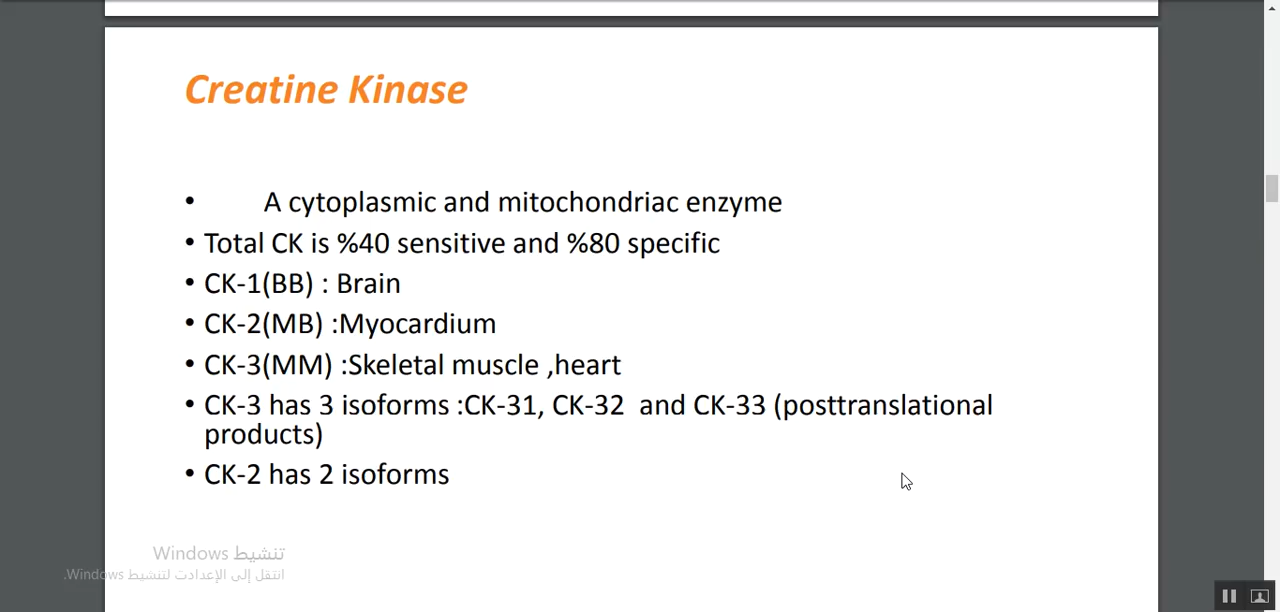 Creatine Kinase
• A cytoplasmic and mitochondriac enzyme
• Total CK is %40 sensitive and %80 specific
• CK-1(BB) : Brain
• CK-2(MB) :Myocardium
• CK-3(MM) :Skeletal muscle ,heart
• CK-3 has 3 isoforms :CK-31, CK-32  and CK-33 (posttranslational
products)
• CK-2 has 2 isoforms
تنشيط Windows
انتقل إلى الإعدادت لتنشيط Windows.